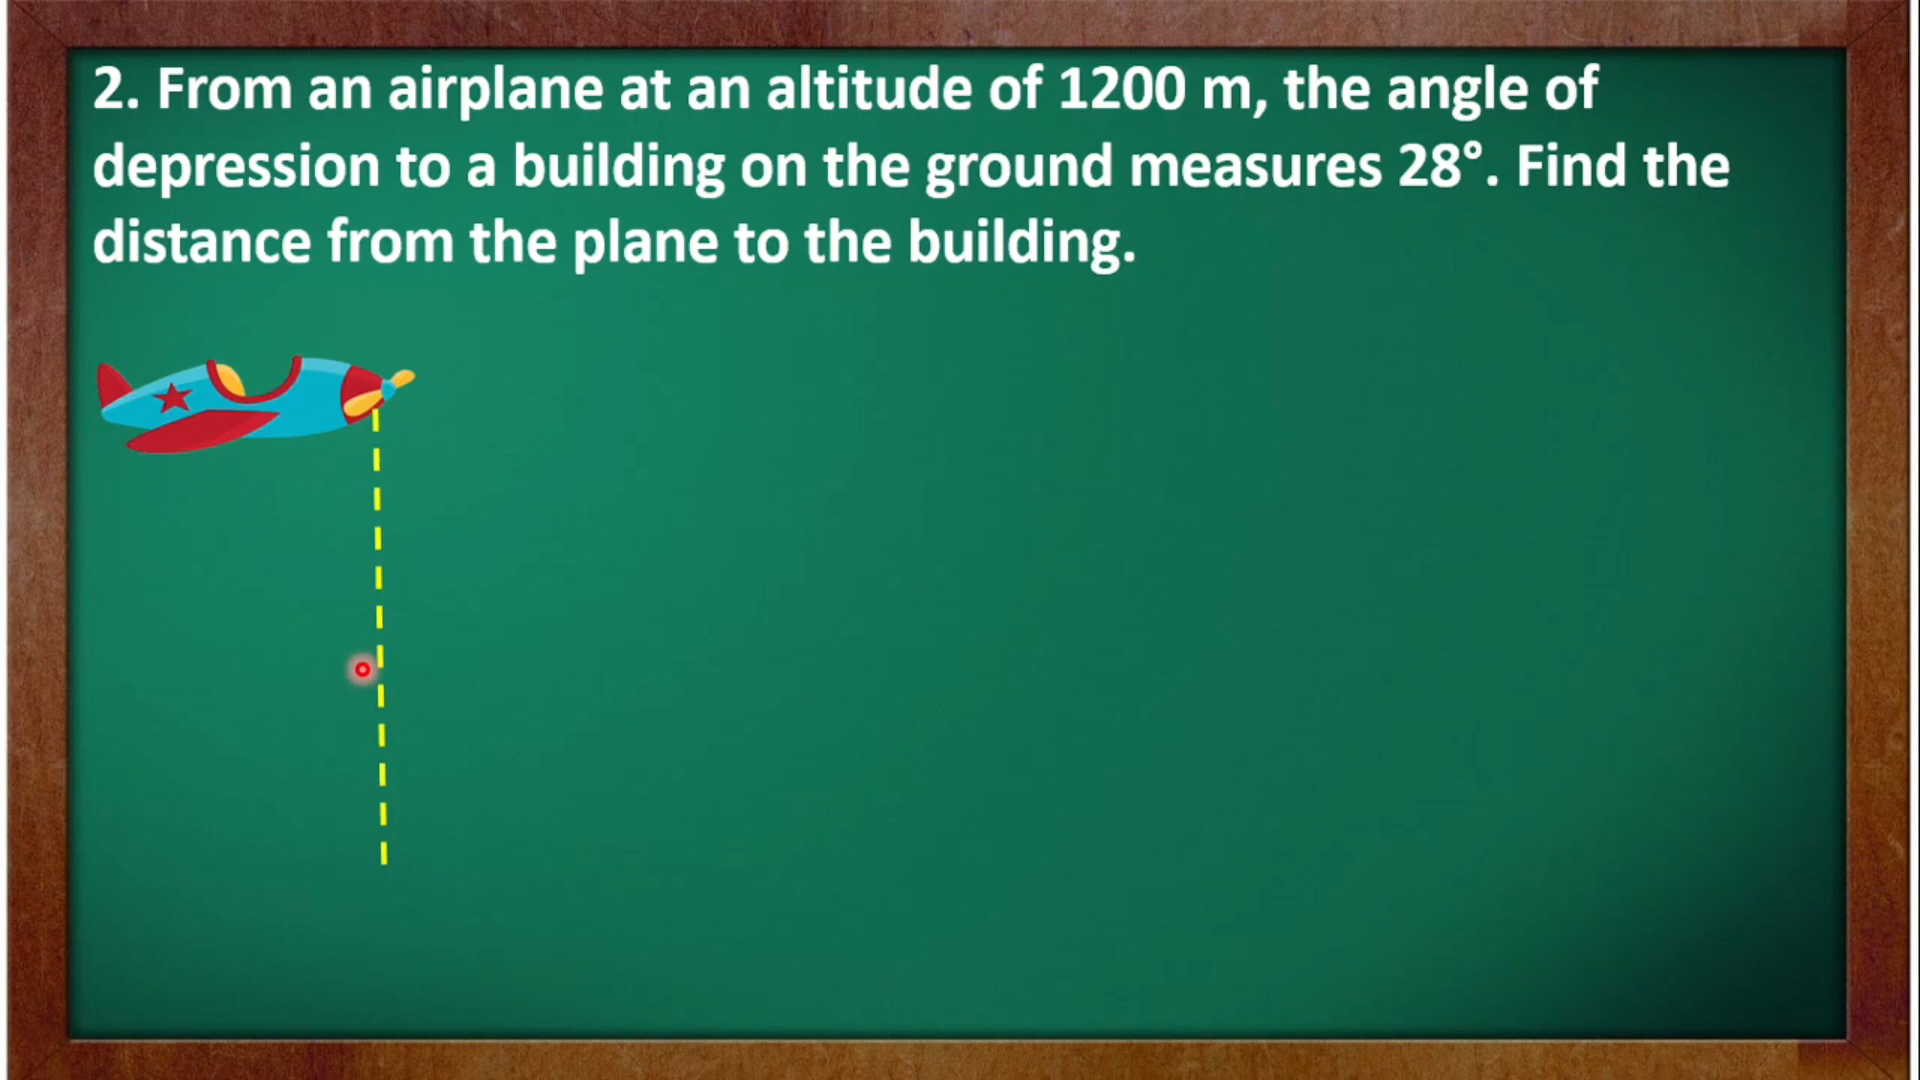 2. From an airplane at an altitude of 1200 m, the angle of
depression to a building on the ground measures 28°. Find the
distance from the plane to the building.